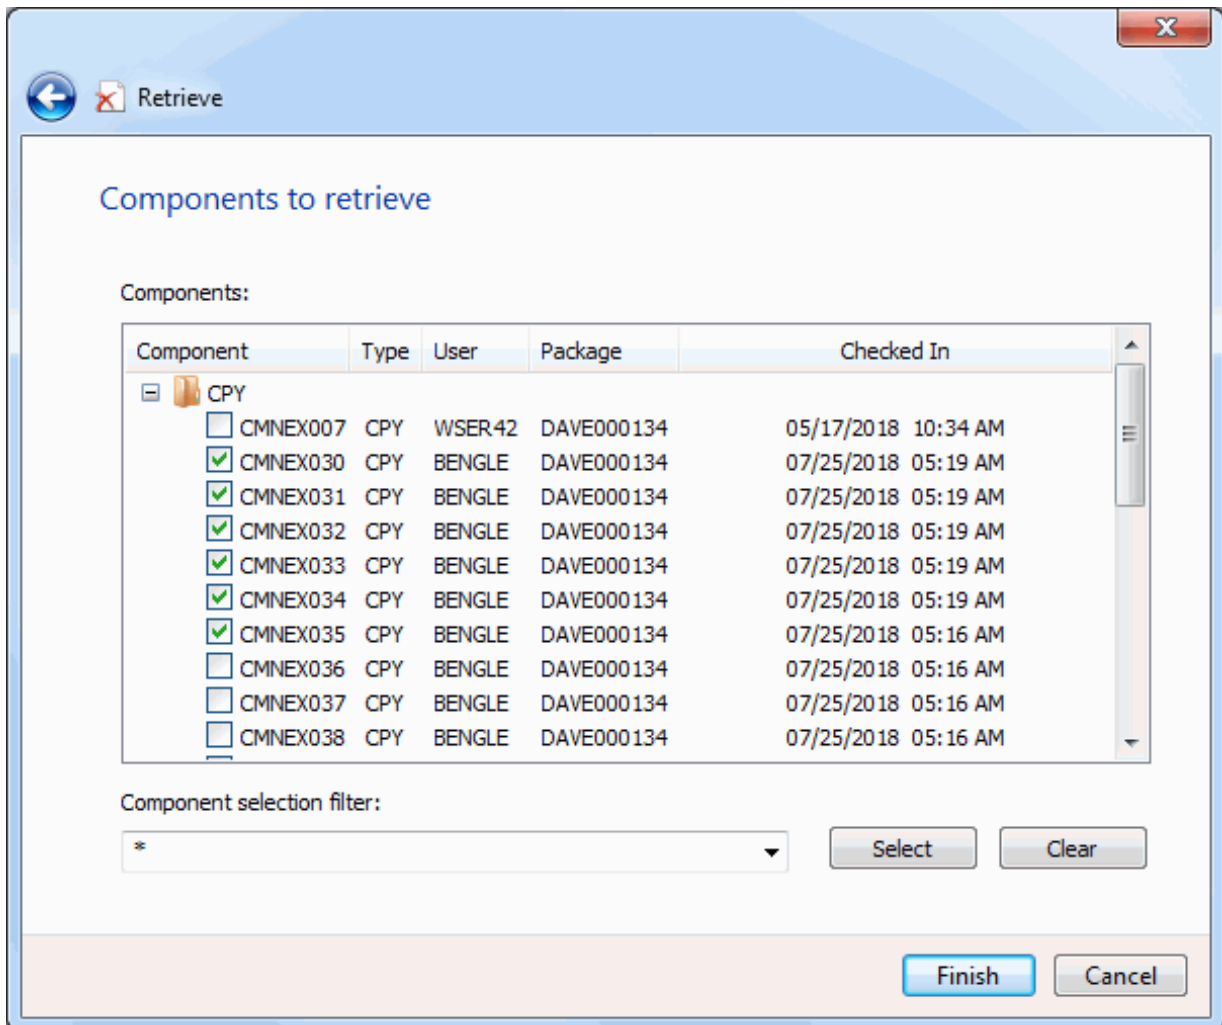 Retrieve
Components to retrieve
Components:
Component Type User Package Checked In
CPY
CMNEX007 CPY WSER42 DAVE000134 05/17/2018 10:34 AM
CMNEX030 CPY BENGLE DAVE000134 07/25/2018 05:19 AM
CMNEX031 CPY BENGLE DAVE000134 07/25/2018 05:19 AM
CMNEX032 CPY BENGLE DAVE000134 07/25/2018 05:19 AM
CMNEX033 CPY BENGLE DAVE000134 07/25/2018 05:19 AM
CMNEX034 CPY BENGLE DAVE000134 07/25/2018 05:19 AM
CMNEX035 CPY BENGLE DAVE000134 07/25/2018 05:16 AM
CMNEX036 CPY BENGLE DAVE000134 07/25/2018 05:16 AM
CMNEX037 CPY BENGLE DAVE000134 07/25/2018 05:16 AM
CMNEX038 CPY BENGLE DAVE000134 07/25/2018 05:16 AM
Component selection filter:
* Select Clear
Finish Cancel